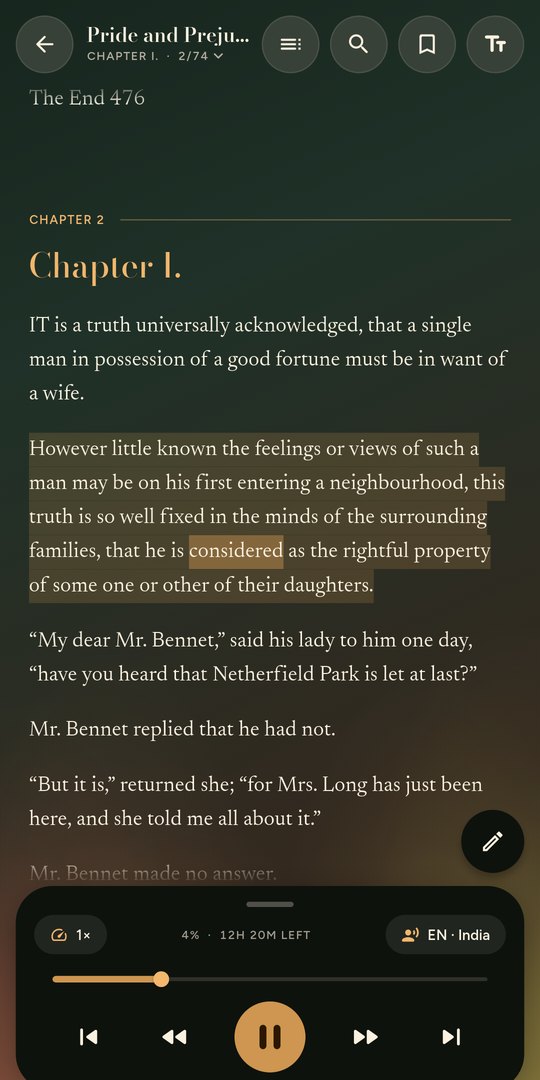 Pride and Preju...
CHAPTER I. · 2/74
Tт
The End 476
CHAPTER 2
Chapter I.
IT is a truth universally acknowledged, that a single
man in possession of a good fortune must be in want of
a wife.
However little known the feelings or views of such a
man may be on his first entering a neighbourhood, this
truth is so well fixed in the minds of the surrounding
families, that he is considered as the rightful property
of some one or other of their daughters.
“My dear Mr. Bennet,” said his lady to him one day,
“have you heard that Netherfield Park is let at last?”
Mr. Bennet replied that he had not.
“But it is,” returned she; “for Mrs. Long has just been
here, and she told me all about it.”
Mr. Bennet made no answer.
1×
4% · 12H 20M LEFT
EN · India